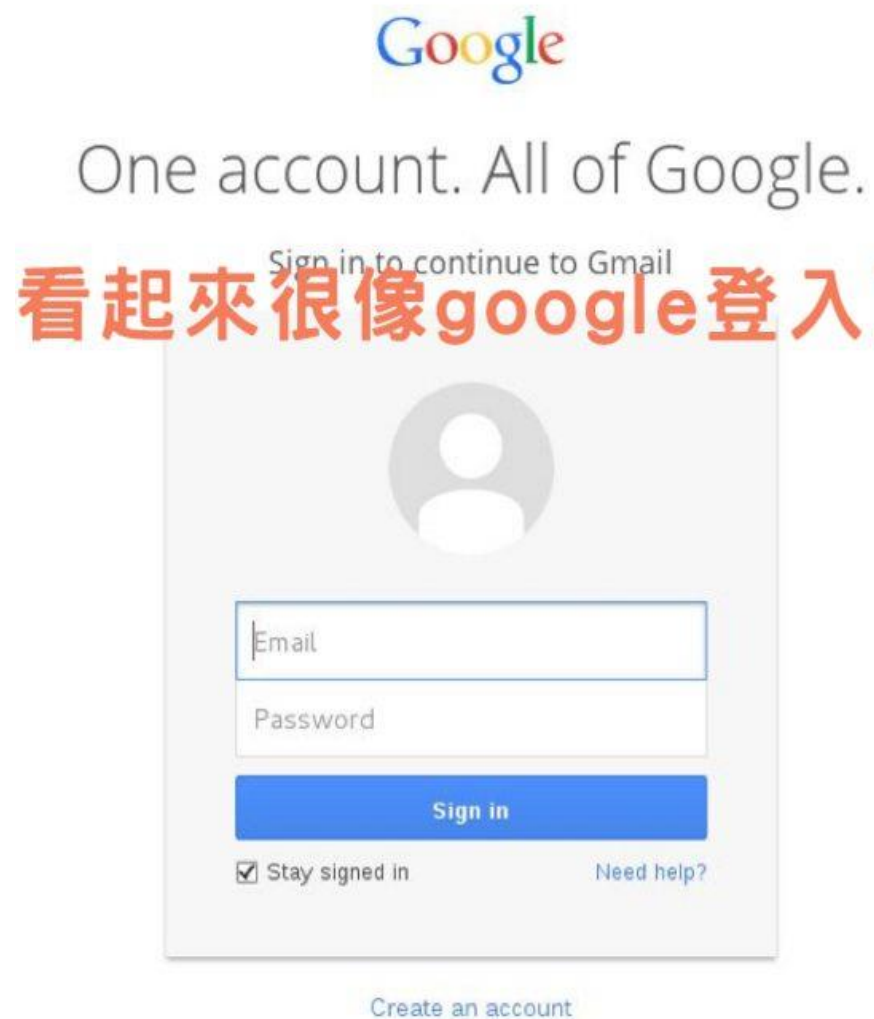 Google
One account. All of Google.
Sign in to continue to Gmail
看起來很像google登入
Email
Password
Sign in
Stay signed in
Need help?
Create an account